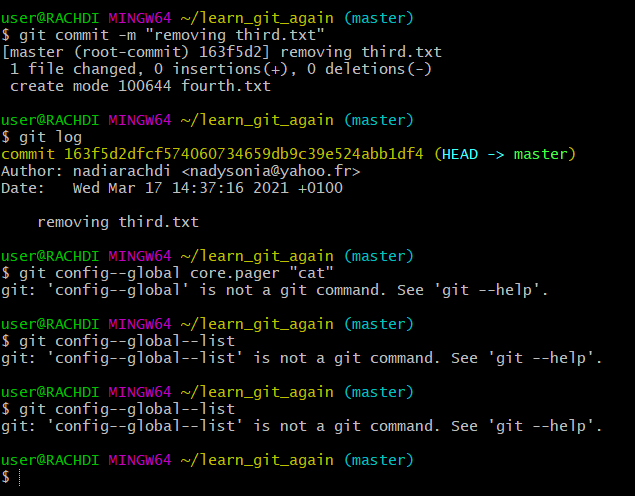 user@RACHDI MINGW64 ~/learn_git_again (master)
$ git commit -m "removing third.txt"
[master (root-commit) 163f5d2] removing third.txt
 1 file changed, 0 insertions(+), 0 deletions(-)
 create mode 100644 fourth.txt

user@RACHDI MINGW64 ~/learn_git_again (master)
$ git log
commit 163f5d2dfcf574060734659db9c39e524abb1df4 (HEAD -> master)
Author: nadiarachdi <nadysonia@yahoo.fr>
Date:   Wed Mar 17 14:37:16 2021 +0100

    removing third.txt

user@RACHDI MINGW64 ~/learn_git_again (master)
$ git config--global core.pager "cat"
git: 'config--global' is not a git command. See 'git --help'.

user@RACHDI MINGW64 ~/learn_git_again (master)
$ git config--global--list
git: 'config--global--list' is not a git command. See 'git --help'.

user@RACHDI MINGW64 ~/learn_git_again (master)
$ git config--global--list
git: 'config--global--list' is not a git command. See 'git --help'.

user@RACHDI MINGW64 ~/learn_git_again (master)
$